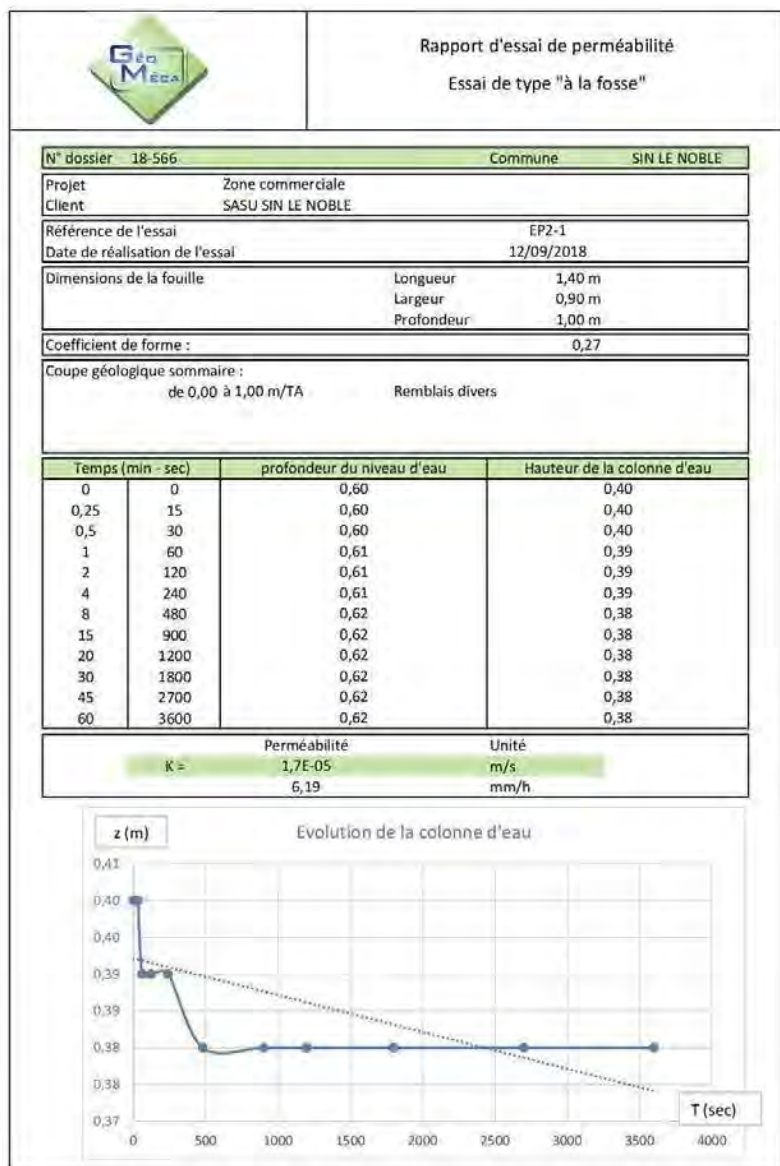 Géo
Méca
Rapport d'essai de perméabilité
Essai de type "à la fosse"
N° dossier 18-566 Commune SIN LE NOBLE
Projet Zone commerciale
Client SASU SIN LE NOBLE
Référence de l'essai EP2-1
Date de réalisation de l'essai 12/09/2018
Dimensions de la fouille Longueur 1,40 m
Largeur 0,90 m
Profondeur 1,00 m
Coefficient de forme : 0,27
Coupe géologique sommaire :
de 0,00 à 1,00 m/TA Remblais divers
Temps (min - sec) profondeur du niveau d'eau Hauteur de la colonne d'eau
0 0 0,60 0,40
0,25 15 0,60 0,40
0,5 30 0,60 0,40
1 60 0,61 0,39
2 120 0,61 0,39
4 240 0,61 0,39
8 480 0,62 0,38
15 900 0,62 0,38
20 1200 0,62 0,38
30 1800 0,62 0,38
45 2700 0,62 0,38
60 3600 0,62 0,38
Perméabilité Unité
K = 1,7E-05 m/s
6,19 mm/h
z (m) Evolution de la colonne d'eau
0,41
0,40
0,40
0,39
0,39
0,38
0,38
0,37
T (sec)
0 500 1000 1500 2000 2500 3000 3500 4000